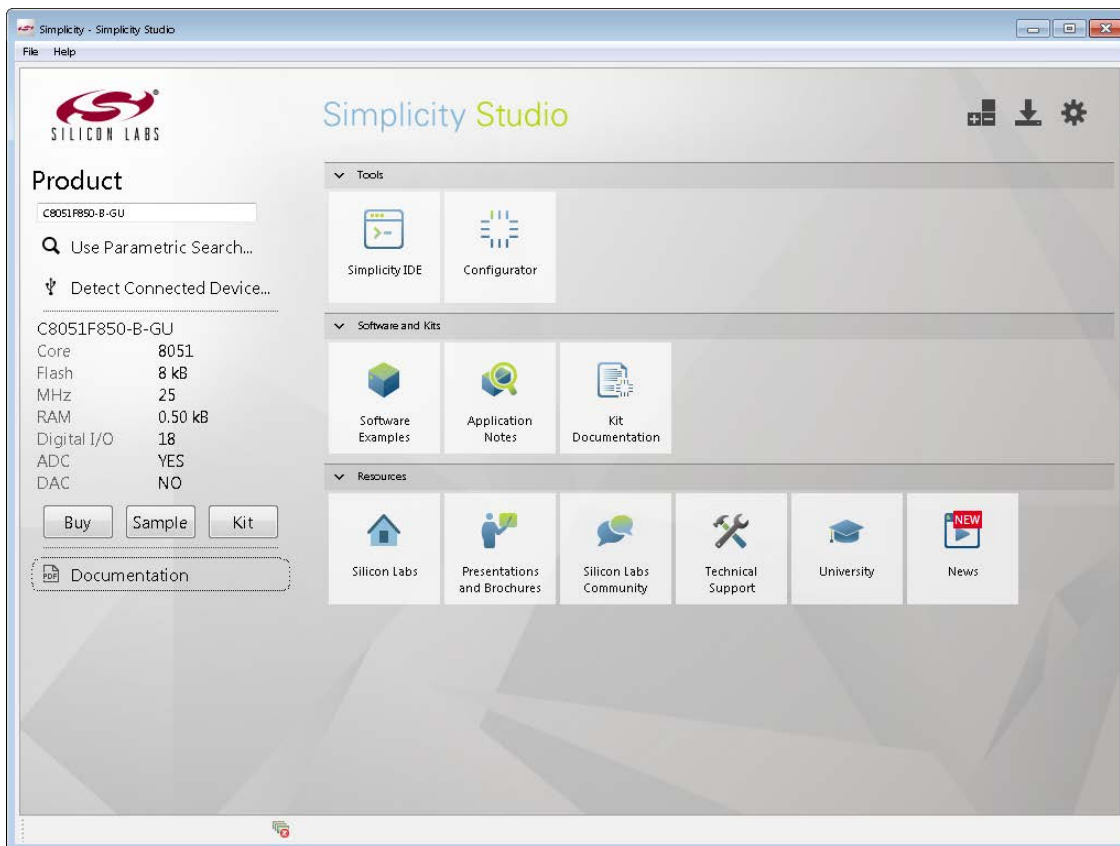 Simplicity - Simplicity Studio
File Help
SILICON LABS
Simplicity Studio
Product
C8051F850-B-GU
Use Parametric Search...
Detect Connected Device...
C8051F850-B-GU
Core 8051
Flash 8 kB
MHz 25
RAM 0.50 kB
Digital I/O 18
ADC YES
DAC NO
Buy Sample Kit
PDF Documentation
Tools
Simplicity IDE Configurator
Software and Kits
Software Examples
Application Notes
Kit Documentation
Resources
Silicon Labs
Presentations and Brochures
Silicon Labs Community
Technical Support
University
NEW
News